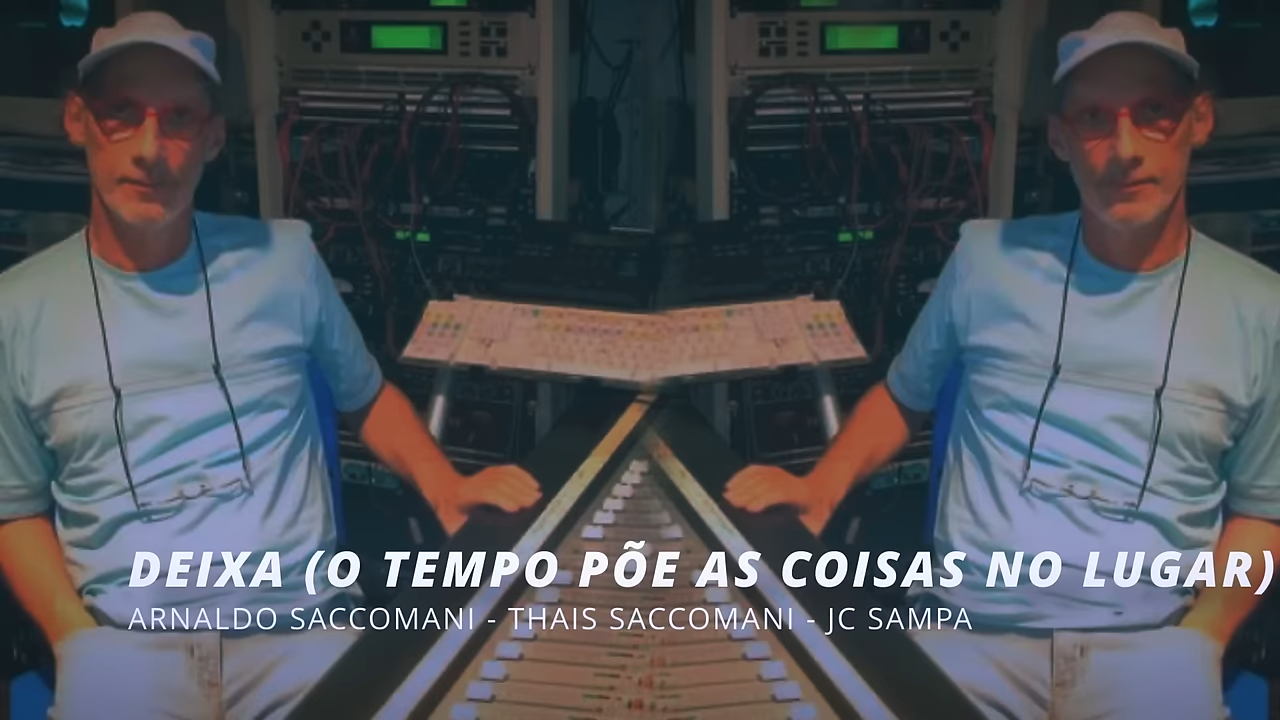 DEIXA (O TEMPO PÕE AS COISAS NO LUGAR)
ARNALDO SACCOMANI - THAIS SACCOMANI - JC SAMPA